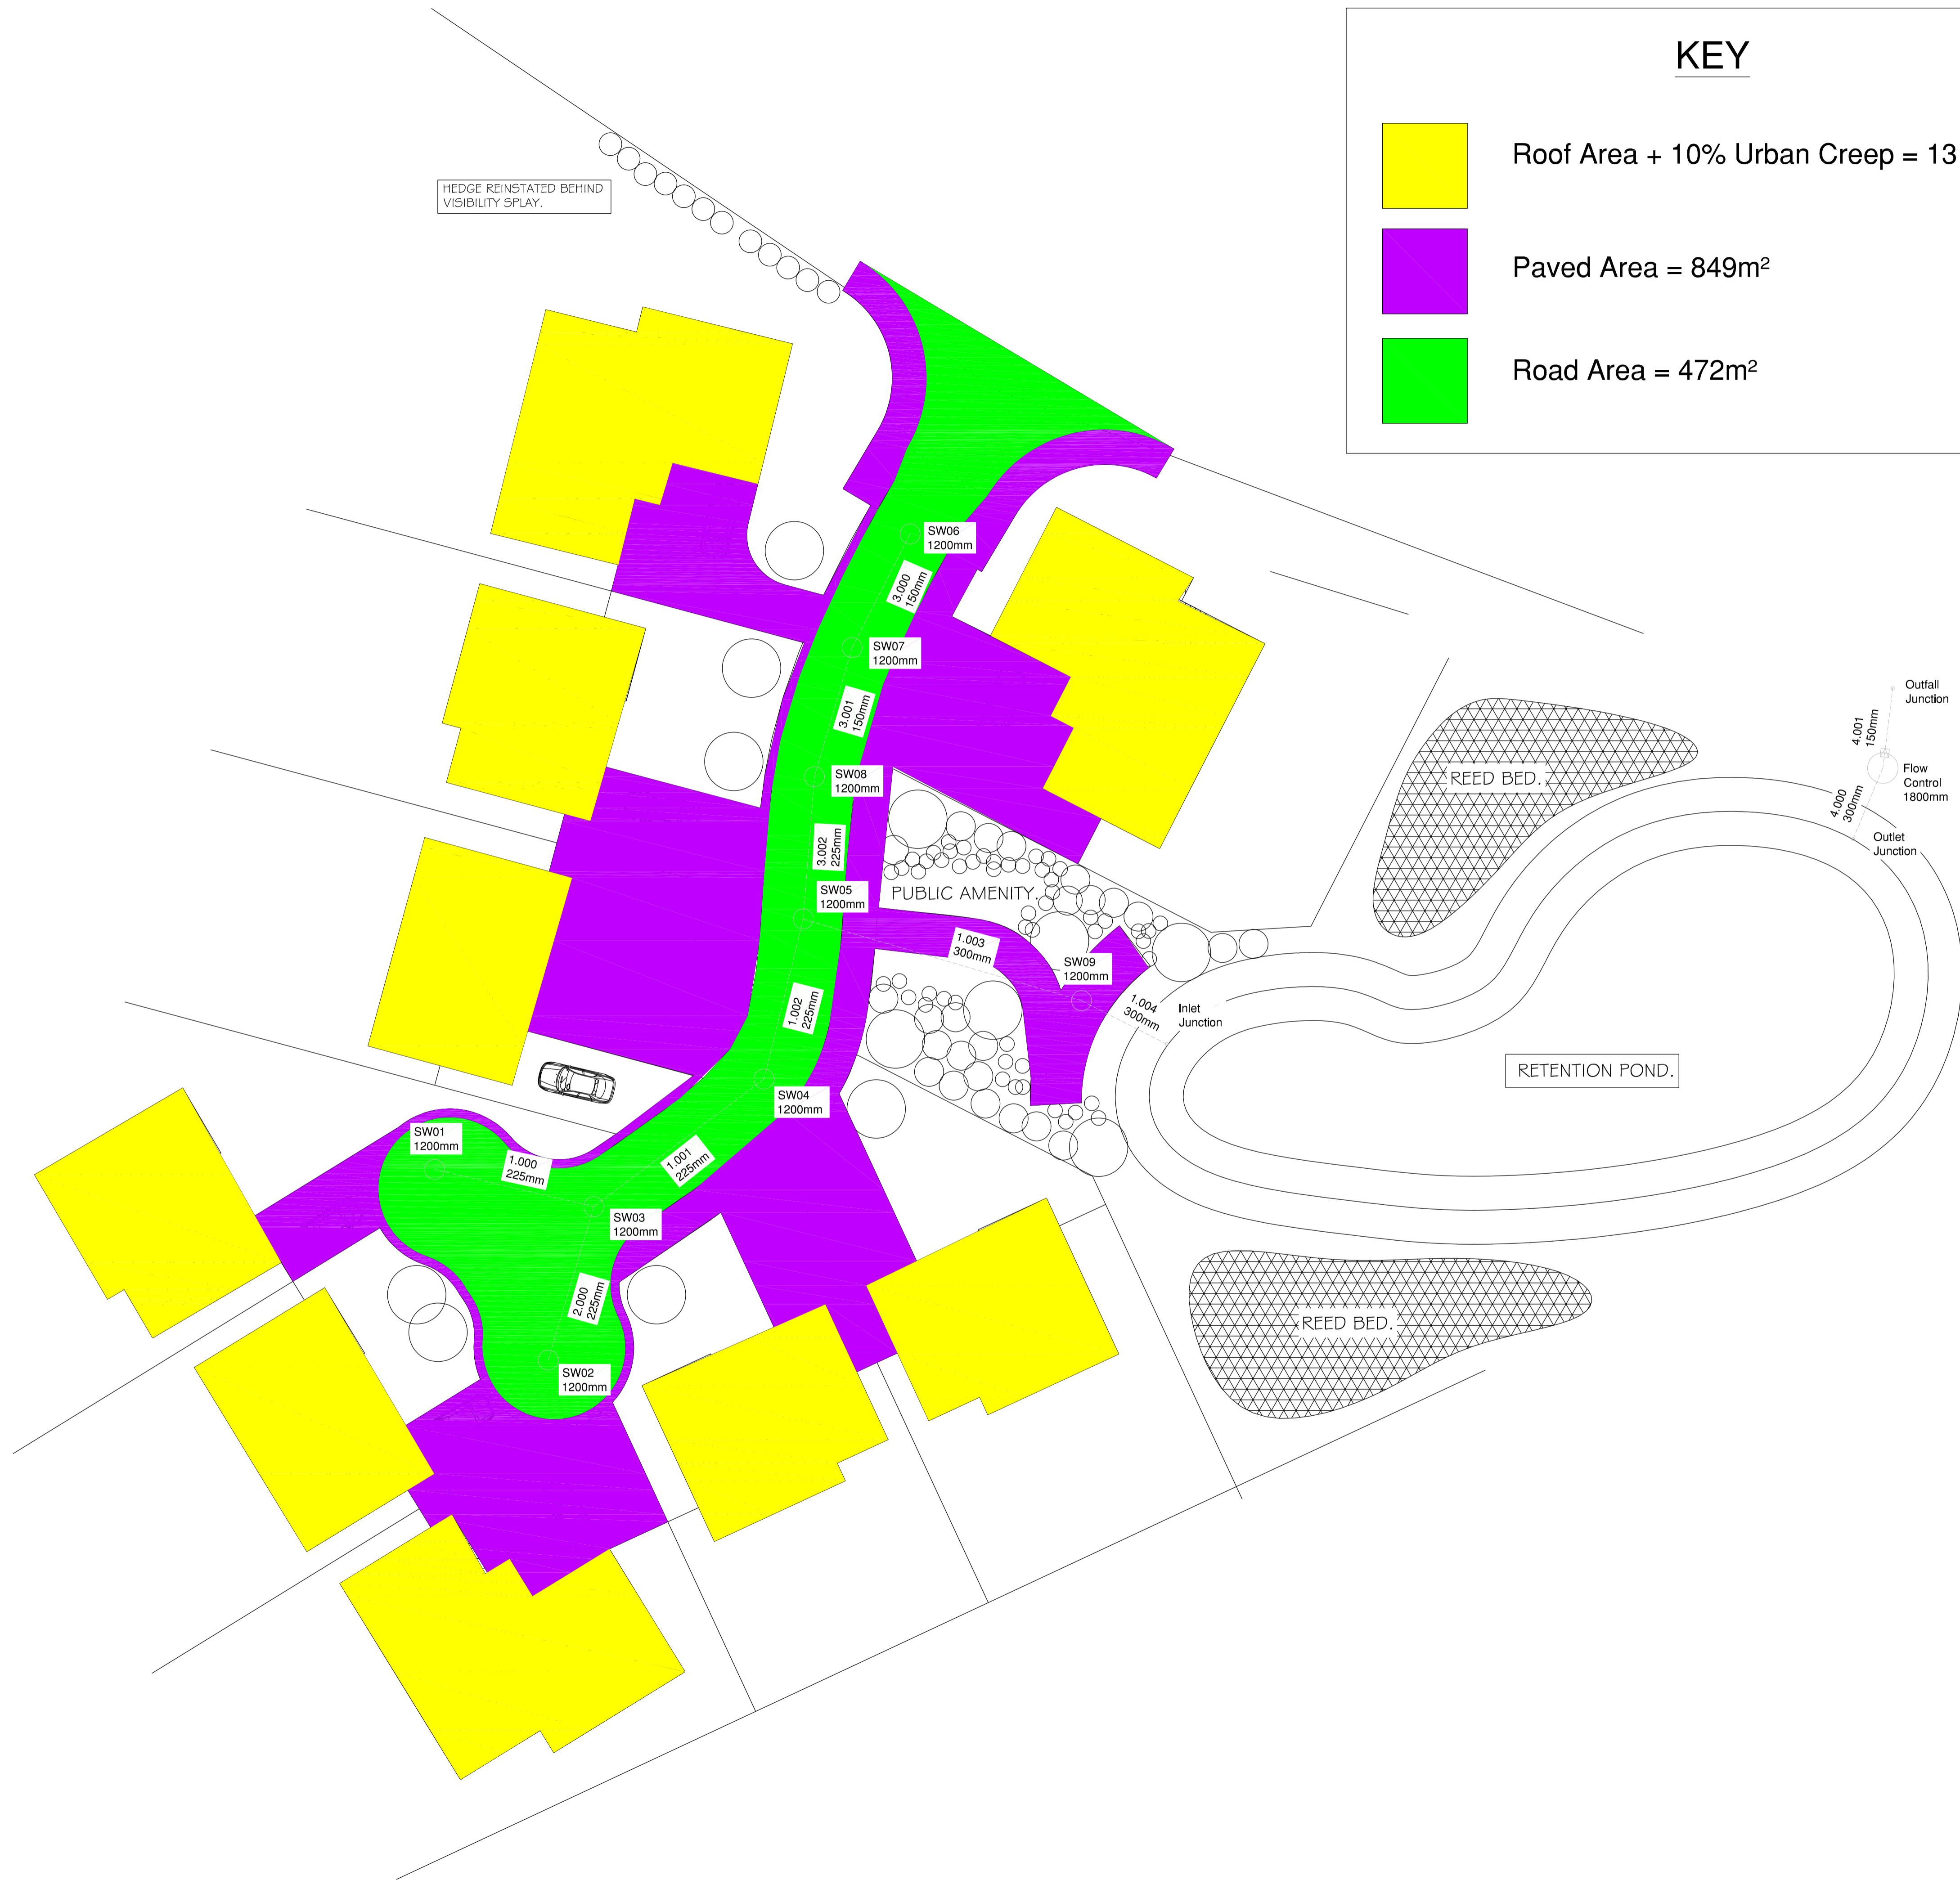 KEY
Roof Area + 10% Urban Creep = 13
Paved Area = 849m²
Road Area = 472m²
HEDGE REINSTATED BEHIND
VISIBILITY SPLAY.
SW06
1200mm
3.000
150mm
SW07
1200mm
3.001
150mm
SW08
1200mm
3.002
225mm
SW05
1200mm
PUBLIC AMENITY.
1.003
300mm
SW09
1200mm
1.004
300mm
Inlet
Junction
1.002
225mm
SW04
1200mm
SW01
1200mm
1.000
225mm
1.001
225mm
SW03
1200mm
2.000
225mm
SW02
1200mm
REED BED.
Outfall
Junction
4.001
150mm
Flow
Control
1800mm
4.000
300mm
Outlet
Junction
RETENTION POND.
REED BED.